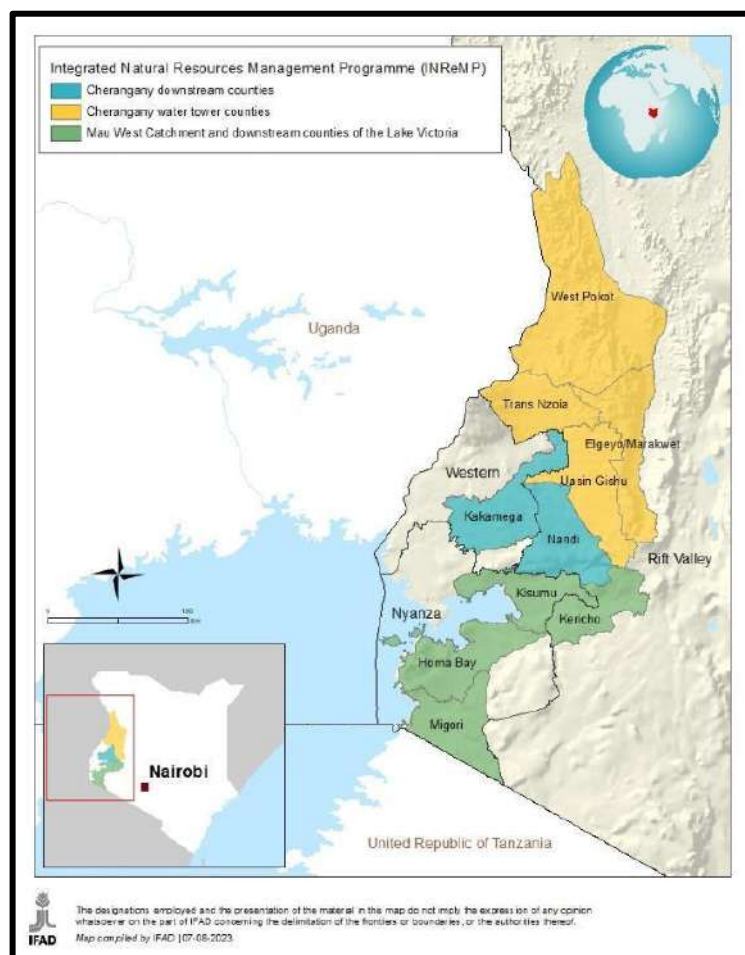 Integrated Natural Resources Management Programme (INReMP)
Cherangany downstream counties
Cherangany water tower counties
Mau West Catchment and downstream counties of the Lake Victoria
West Pokot
Uganda
Trans Nzoia
Elgeyo/Marakwet
Western
Uasin Gishu
Kakamega
Nandi
Rift Valley
Kisumu
Nyanza
Kericho
Homa Bay
Migori
Nairobi
United Republic of Tanzania
The designations employed and the presentation of the material in this map do not imply the expression of any opinion
whatsoever on the part of IFAD concerning the delimitation of the frontiers or boundaries, or the authorities thereof.
IFAD
Map compiled by IFAD | 07-08-2023